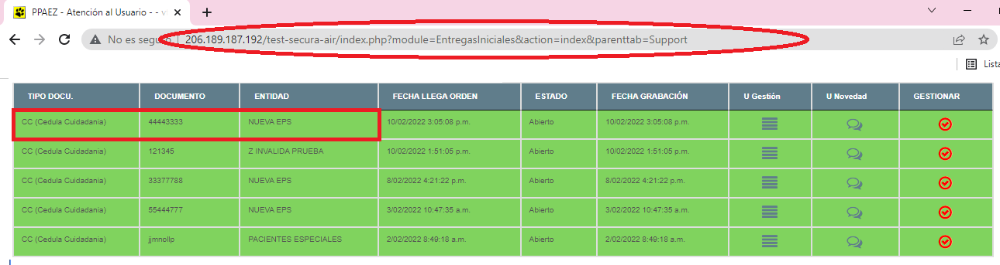 PPAEZ - Atención al Usuario - - v
No es seguro 206.189.187.192/test-secura-air/index.php?module=EntregasIniciales&action=index&parenttab=Support
Lista
TIPO DOCU. DOCUMENTO ENTIDAD FECHA LLEGA ORDEN ESTADO FECHA GRABACIÓN U Gestión U Novedad GESTIONAR
CC (Cedula Cuidadania) 44443333 NUEVA EPS 10/02/2022 3:05:08 p.m. Abierto 10/02/2022 3:05:08 p.m.
CC (Cedula Cuidadania) 121345 Z INVALIDA PRUEBA 10/02/2022 1:51:05 p.m. Abierto 10/02/2022 1:51:05 p.m.
CC (Cedula Cuidadania) 33377788 NUEVA EPS 8/02/2022 4:21:22 p.m. Abierto 8/02/2022 4:21:22 p.m.
CC (Cedula Cuidadania) 55444777 NUEVA EPS 3/02/2022 10:47:35 a.m. Abierto 3/02/2022 10:47:35 a.m.
CC (Cedula Cuidadania) jjmnollp PACIENTES ESPECIALES 2/02/2022 8:49:18 a.m. Abierto 2/02/2022 8:49:18 a.m.